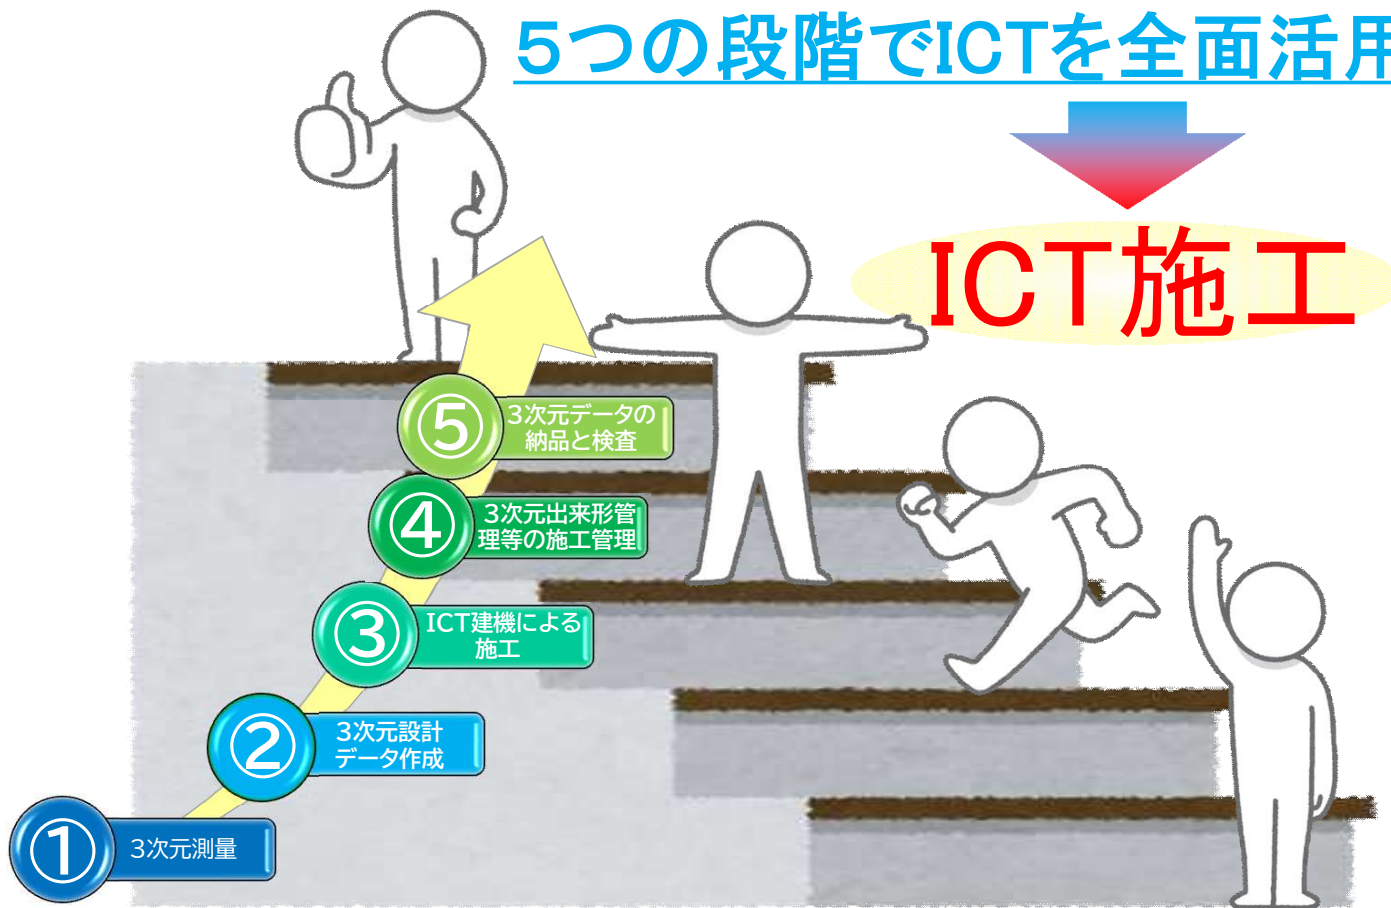 5つの段階でICTを全面活用
ICT施工
⑤
3次元データの
納品と検査
④
3次元出来形管
理等の施工管理
③
ICT建機による
施工
②
3次元設計
データ作成
①
3次元測量